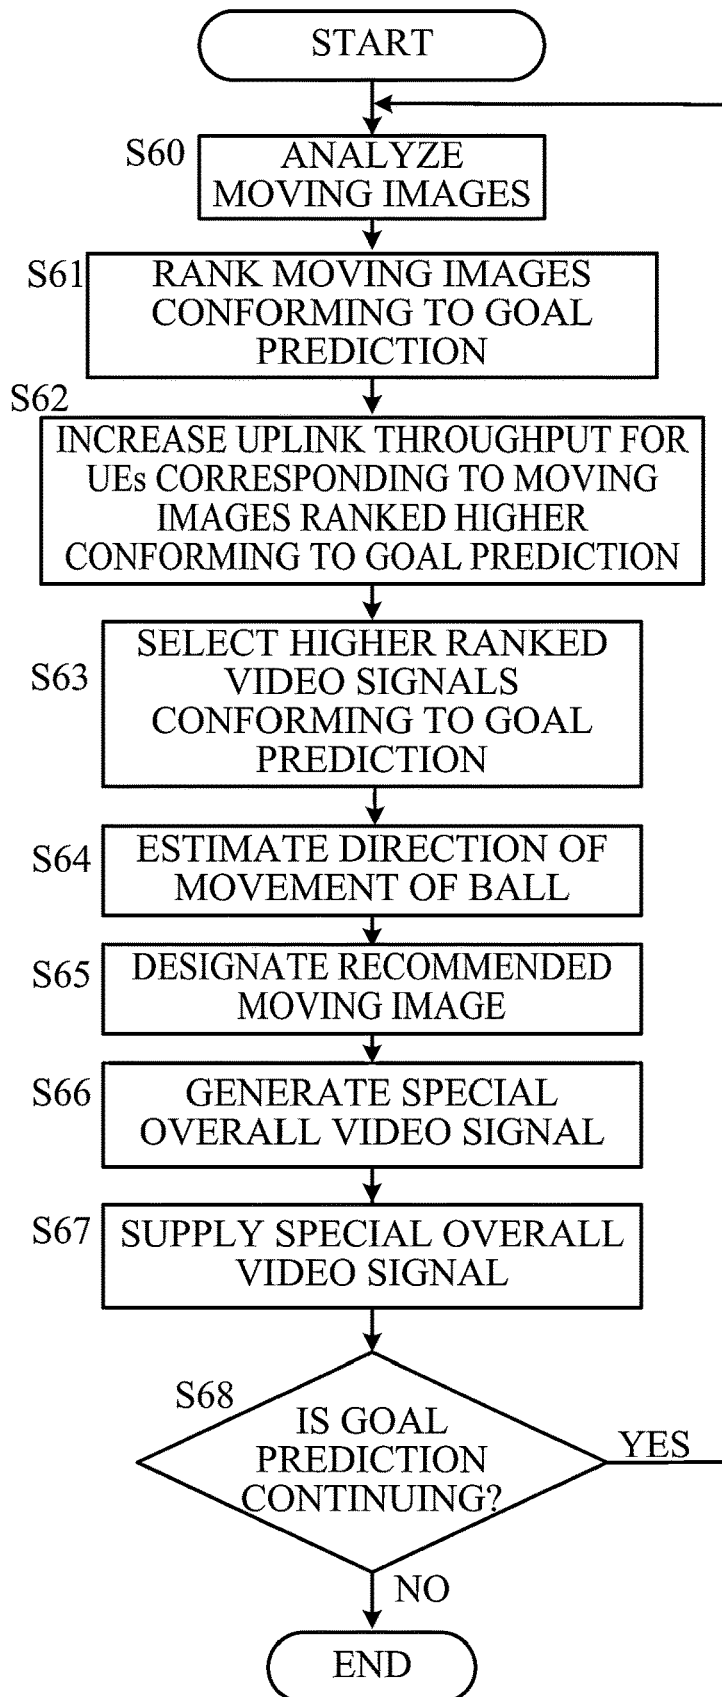 START
S60
ANALYZE
MOVING IMAGES
S61
RANK MOVING IMAGES
CONFORMING TO GOAL
PREDICTION
S62
INCREASE UPLINK THROUGHPUT FOR
UEs CORRESPONDING TO MOVING
IMAGES RANKED HIGHER
CONFORMING TO GOAL PREDICTION
S63
SELECT HIGHER RANKED
VIDEO SIGNALS
CONFORMING TO GOAL
PREDICTION
S64
ESTIMATE DIRECTION OF
MOVEMENT OF BALL
S65
DESIGNATE RECOMMENDED
MOVING IMAGE
S66
GENERATE SPECIAL
OVERALL VIDEO SIGNAL
S67
SUPPLY SPECIAL OVERALL
VIDEO SIGNAL
S68
IS GOAL
PREDICTION
CONTINUING?
YES
NO
END